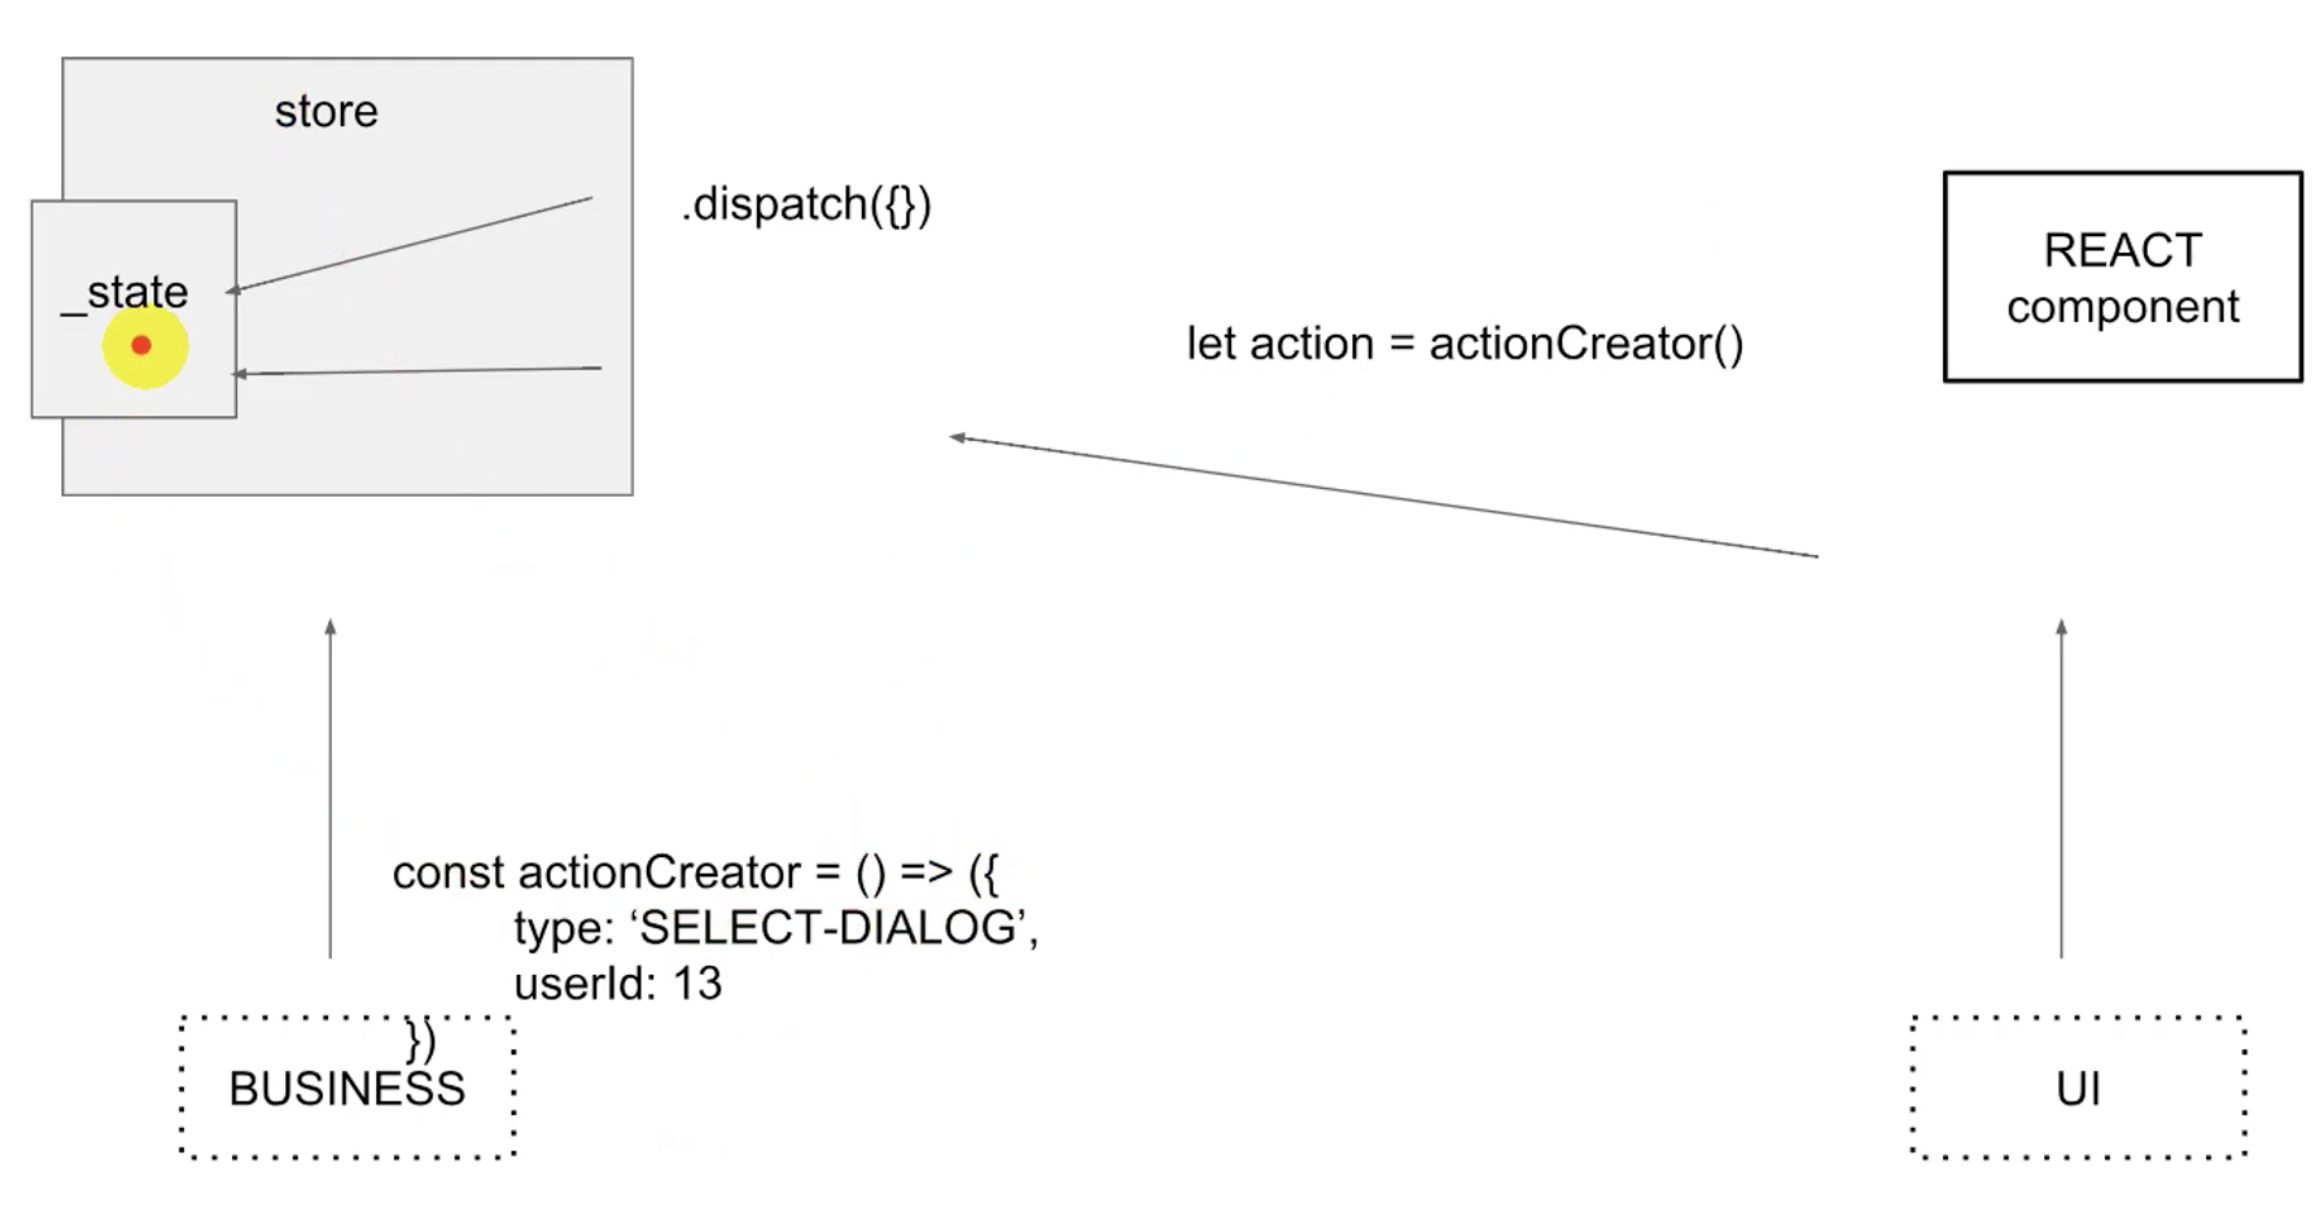 store
.dispatch({})
_state
let action = actionCreator()
REACT
component
const actionCreator = () => ({
type: ‘SELECT-DIALOG’,
userId: 13
})
BUSINESS
UI